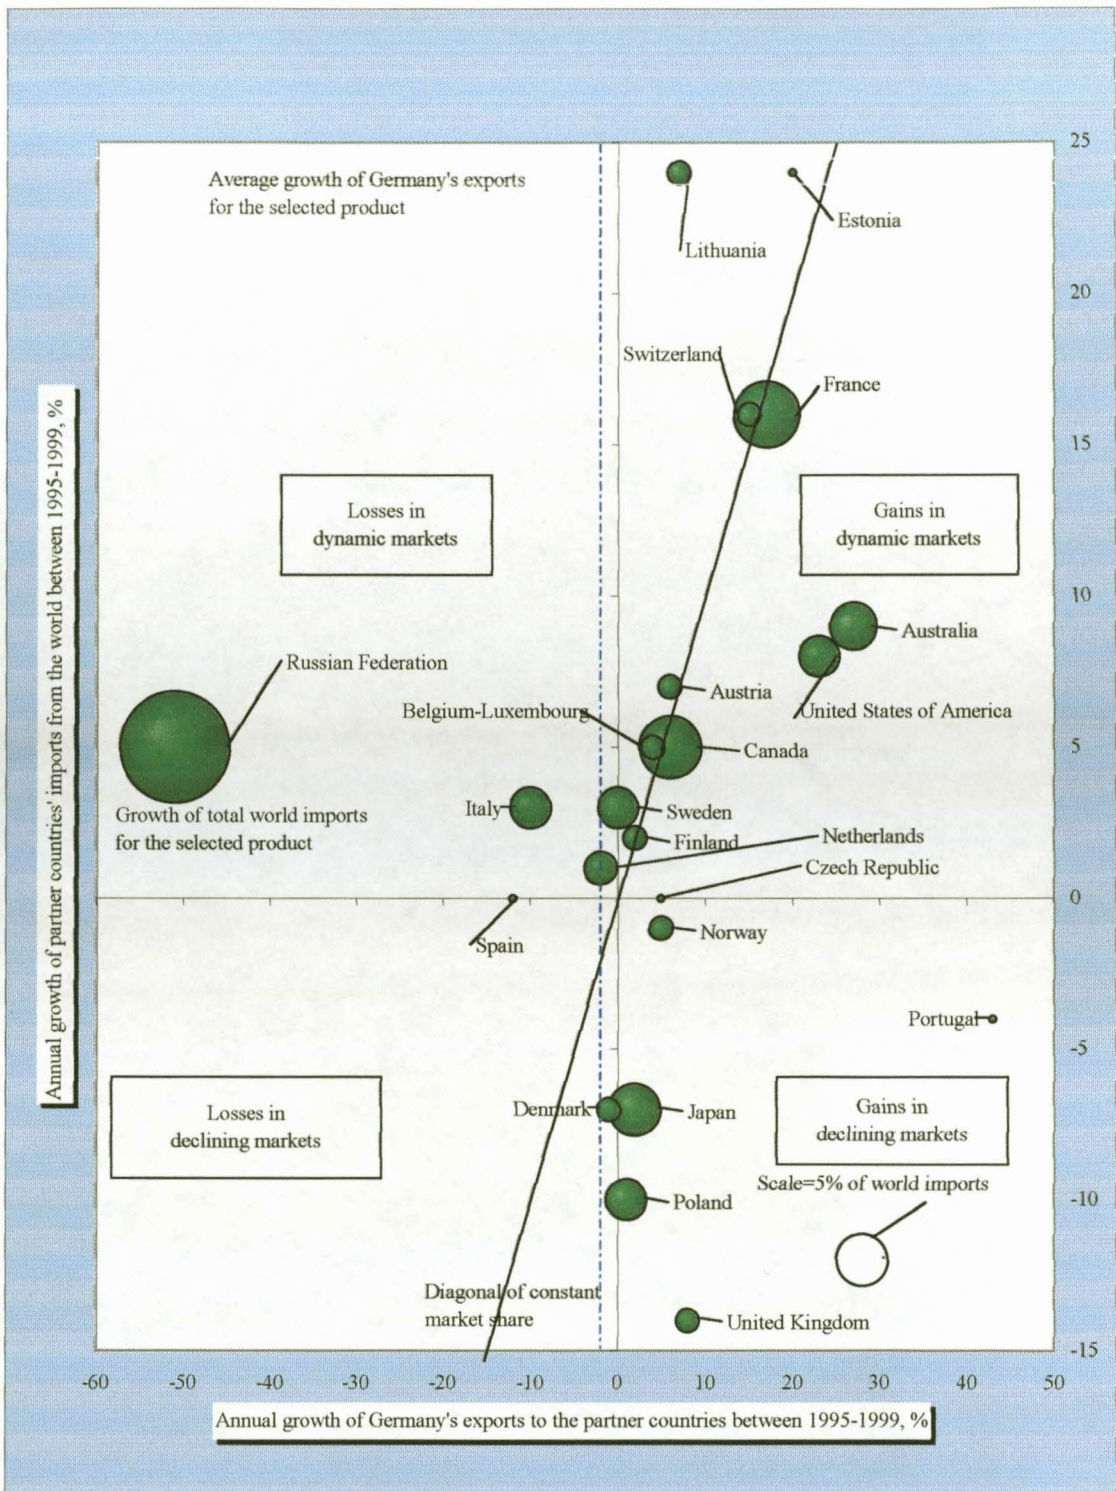 25
Average growth of Germany's exports
for the selected product
Estonia
Lithuania
20
Switzerland
France
15
Losses in
dynamic markets
Gains in
dynamic markets
10
Australia
Russian Federation
Austria
United States of America
Belgium-Luxembourg
Canada
5
Italy
Sweden
Growth of total world imports
for the selected product
Finland
Netherlands
Czech Republic
0
Norway
Spain
Portugal
-5
Losses in
declining markets
Denmark
Japan
Gains in
declining markets
Scale=5% of world imports
Poland
-10
Diagonal of constant
market share
United Kingdom
-15
-60 -50 -40 -30 -20 -10 0 10 20 30 40 50
Annual growth of Germany's exports to the partner countries between 1995-1999, %
Annual growth of partner countries' imports from the world between 1995-1999, %